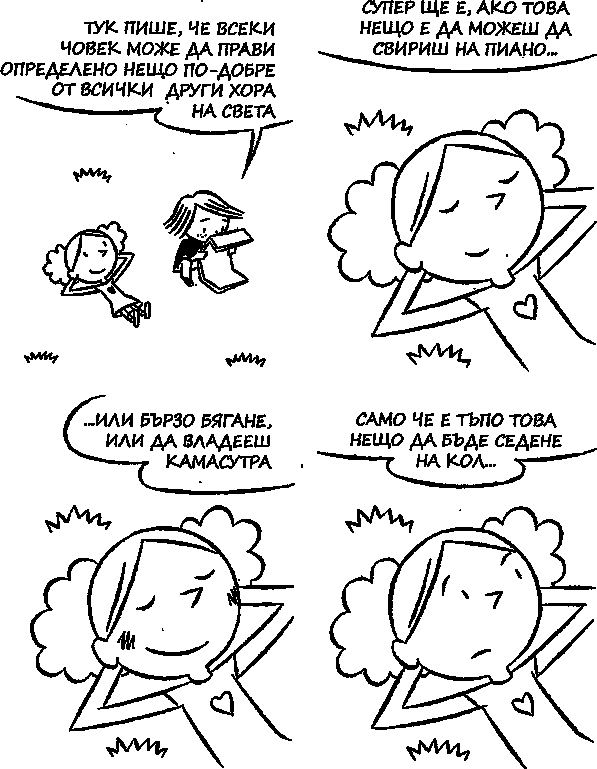 ТУК ПИШЕ, ЧЕ ВСЕКИ
ЧОВЕК МОЖЕ ДА ПРАВИ
ОПРЕДЕЛЕНО НЕЩО ПО-ДОБРЕ
ОТ ВСИЧКИ ДРУГИ ХОРА
НА СВЕТА
СУПЕР ЩЕ Е, АКО ТОВА
НЕЩО Е ДА МОЖЕШ ДА
СВИРИШ НА ПИАНО...
...ИЛИ БЪРЗО БЯГАНЕ,
ИЛИ ДА ВЛАДЕЕШ
КАМАСУТРА
САМО ЧЕ Е ТЪПО ТОВА
НЕЩО ДА БЪДЕ СЕДЕНЕ
НА КОЛ...